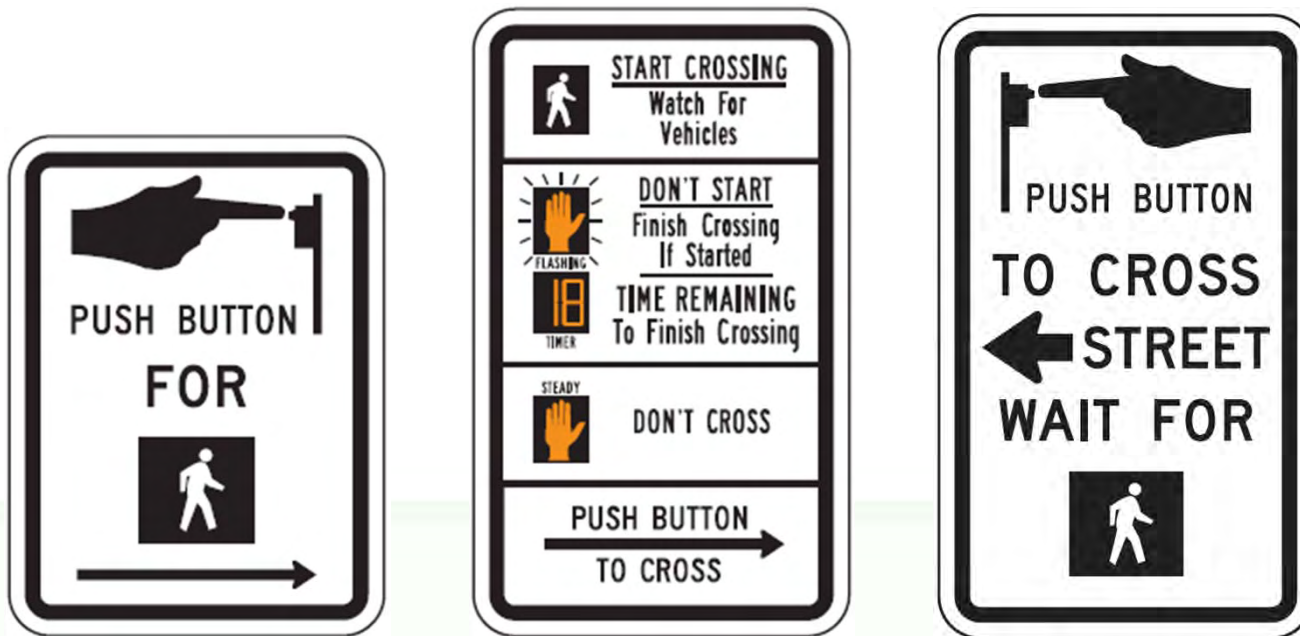 PUSH BUTTON
FOR
START CROSSING
Watch For
Vehicles
DON'T START
Finish Crossing
If Started
FLASHING
18
TIME REMAINING
To Finish Crossing
TIMER
STEADY
DON'T CROSS
PUSH BUTTON
TO CROSS
PUSH BUTTON
TO CROSS
STREET
WAIT FOR